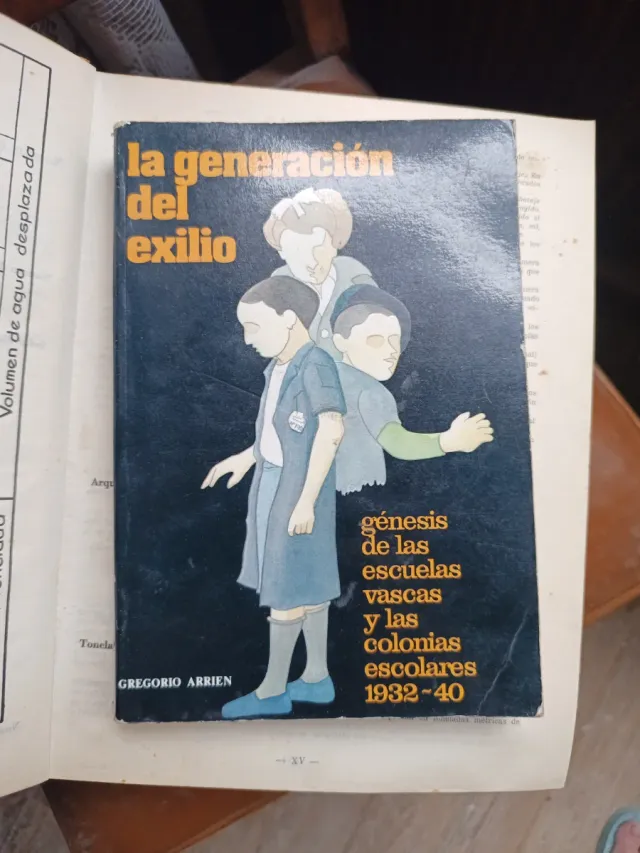 la generación
del
exilio
génesis
de las
escuelas
vascas
y las
colonias
escolares
1932~40
GREGORIO ARRIEN
Volumen de agua desplazada
Arqu
Tonela
— XV —